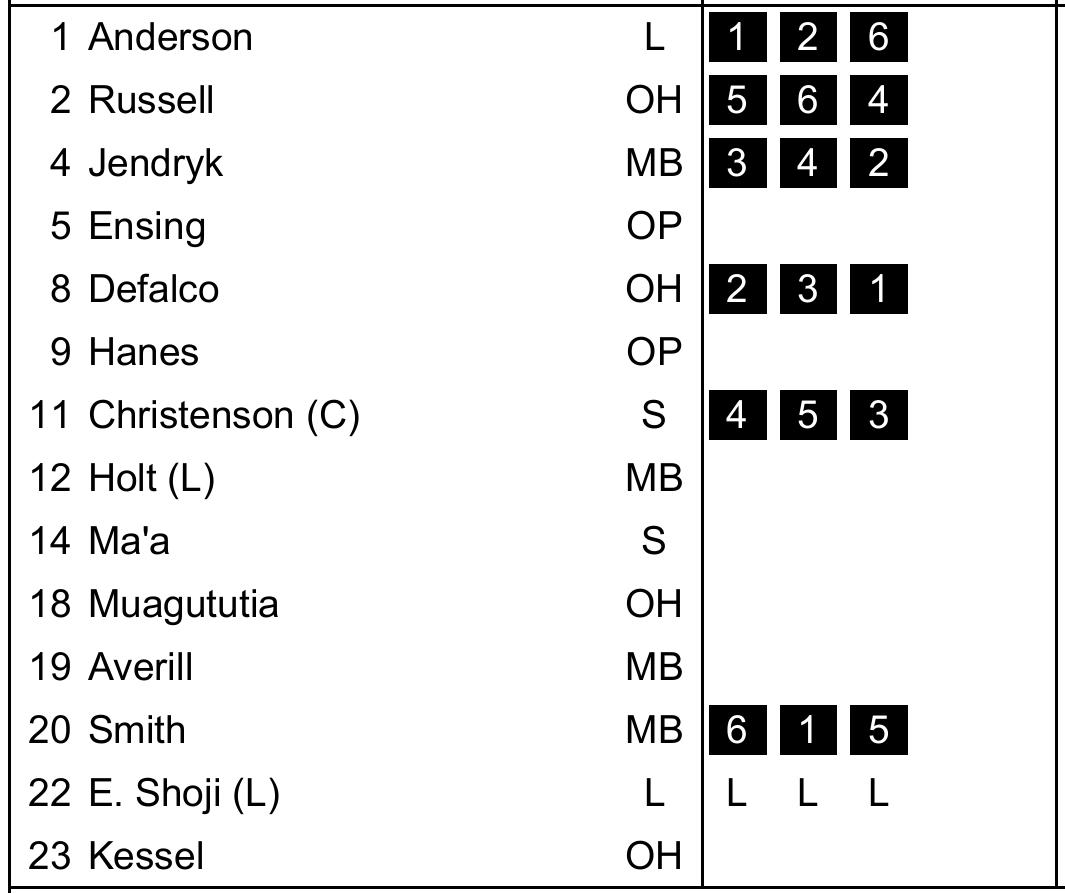 1 Anderson L 1 2 6
2 Russell OH 5 6 4
4 Jendryk MB 3 4 2
5 Ensing OP
8 Defalco OH 2 3 1
9 Hanes OP
11 Christenson (C) S 4 5 3
12 Holt (L) MB
14 Ma'a S
18 Muagututia OH
19 Averill MB
20 Smith MB 6 1 5
22 E. Shoji (L) L L L L
23 Kessel OH